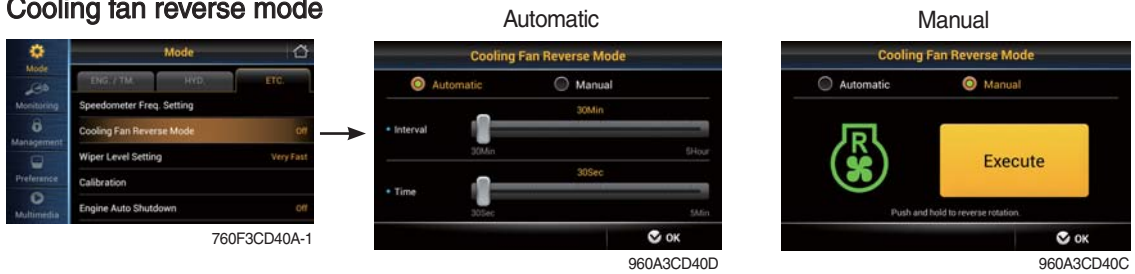 Cooling fan reverse mode
Mode
Monitoring
Management
Preference
Multimedia
Mode
ENG. / TM. HYD. ETC.
Speedometer Freq. Setting
Cooling Fan Reverse Mode Off
Wiper Level Setting Very Fast
Calibration
Engine Auto Shutdown Off
760F3CD40A-1
Automatic
Cooling Fan Reverse Mode
Automatic Manual
30Min
• Interval
30Min 5Hour
30Sec
• Time
30Sec 5Min
OK
960A3CD40D
Manual
Cooling Fan Reverse Mode
Automatic Manual
R
Execute
Push and hold to reverse rotation.
OK
960A3CD40C